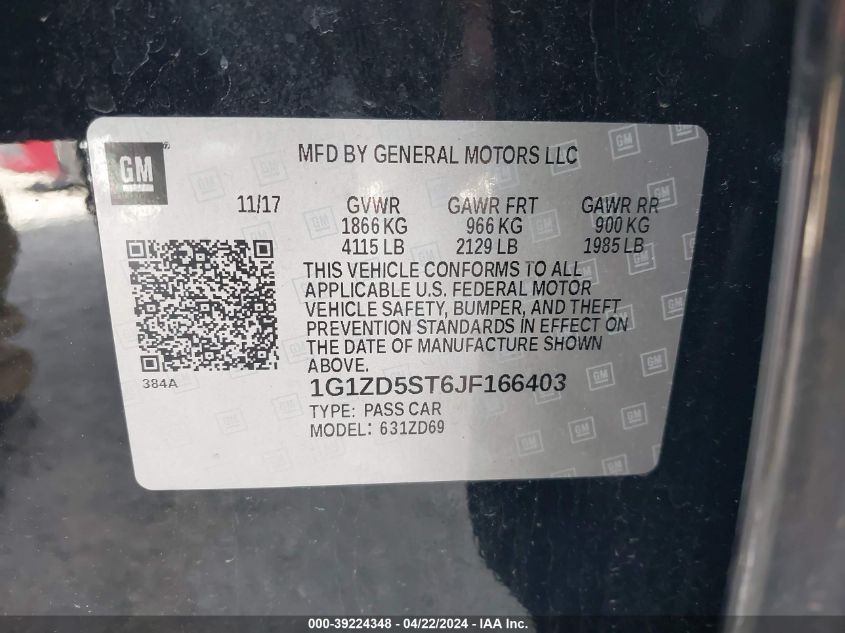 GM
MFD BY GENERAL MOTORS LLC
11/17 GVWR GAWR FRT GAWR RR
1866 KG 966 KG 900 KG
4115 LB 2129 LB 1985 LB
THIS VEHICLE CONFORMS TO ALL
APPLICABLE U.S. FEDERAL MOTOR
VEHICLE SAFETY, BUMPER, AND THEFT
PREVENTION STANDARDS IN EFFECT ON
THE DATE OF MANUFACTURE SHOWN
ABOVE.
384A
1G1ZD5ST6JF166403
TYPE: PASS CAR
MODEL: 631ZD69
000-39224348 - 04/22/2024 - IAAI.COM